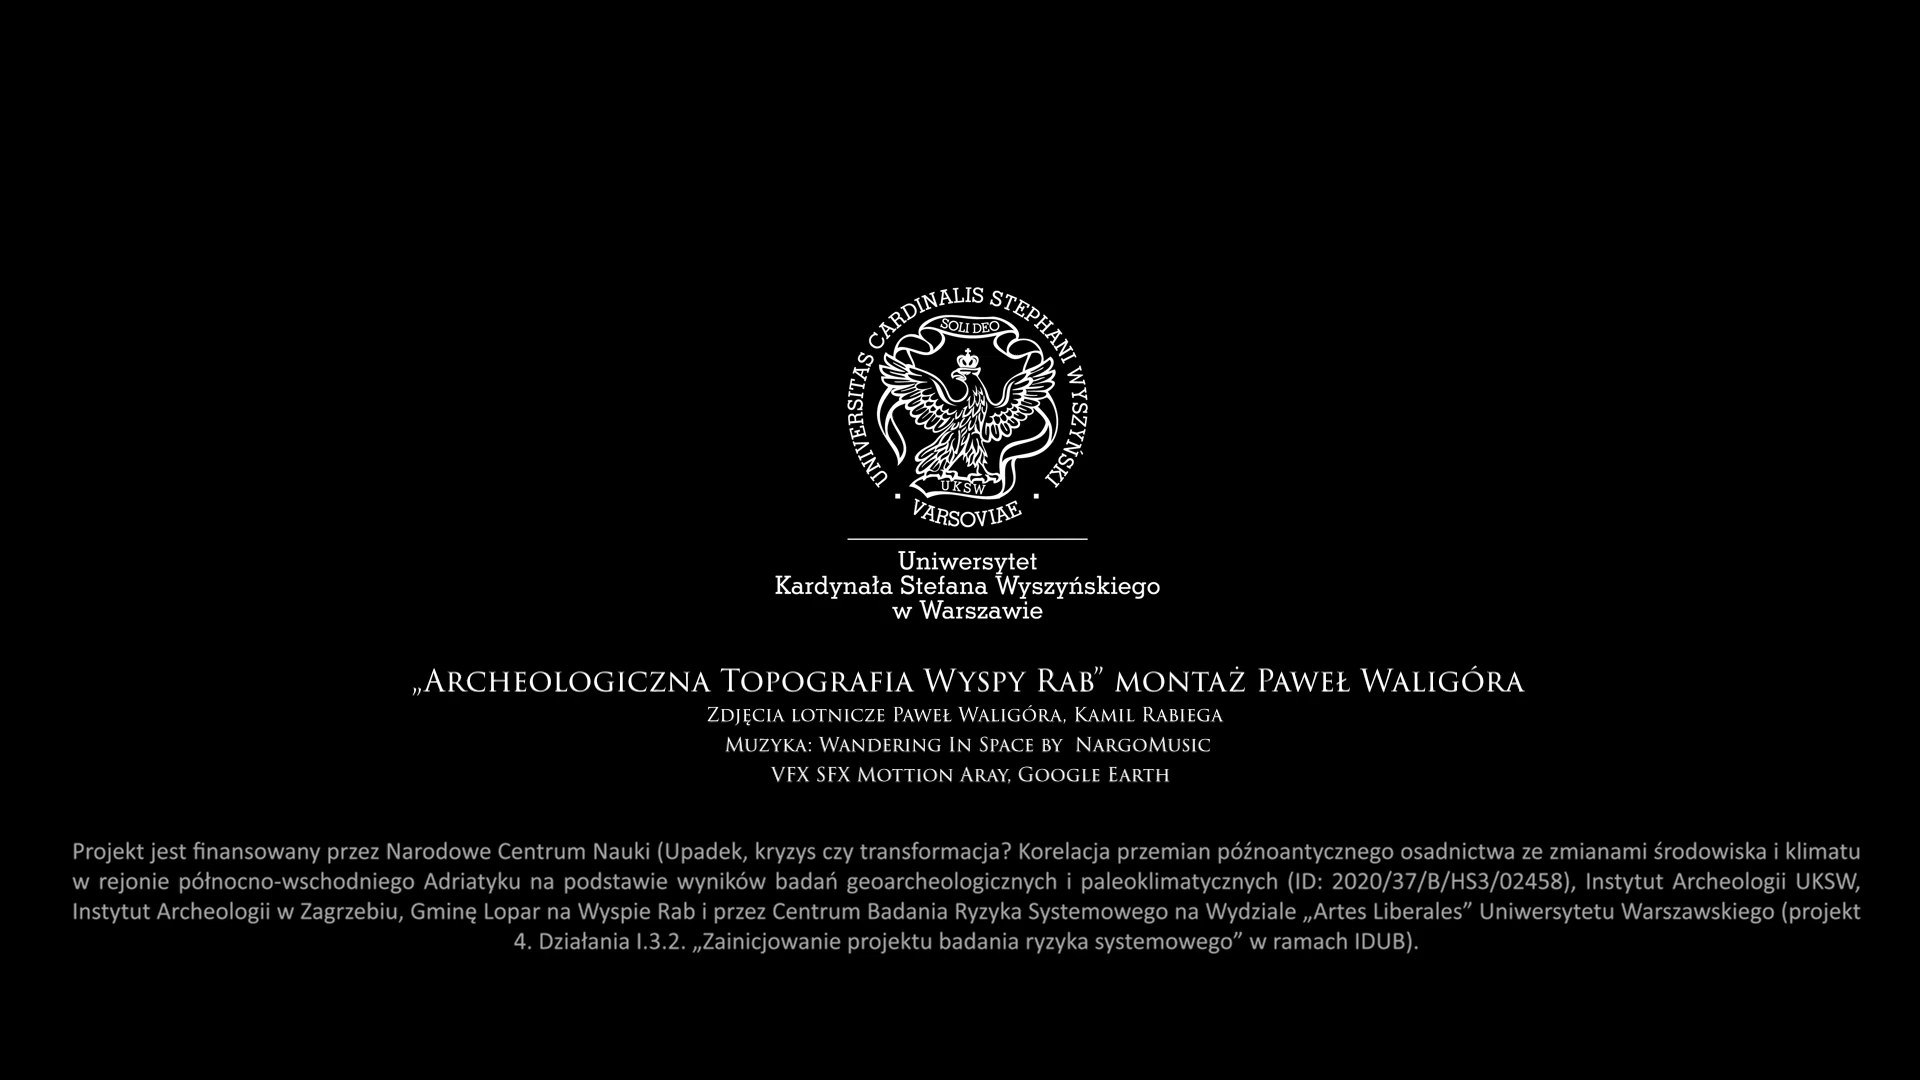 UNIVERSITAS CARDINALIS STEPHANI WYSZYŃSKI
SOLI DEO
UKSW
· VARSOVIAE ·
Uniwersytet
Kardynała Stefana Wyszyńskiego
w Warszawie
„Archeologiczna Topografia Wyspy Rab” montaż Paweł Waligóra
Zdjęcia lotnicze Paweł Waligóra, Kamil Rabiega
Muzyka: Wandering In Space by  NargoMusic
VFX SFX Mottion Aray, Google Earth
Projekt jest finansowany przez Narodowe Centrum Nauki (Upadek, kryzys czy transformacja? Korelacja przemian późnoantycznego osadnictwa ze zmianami środowiska i klimatu
w rejonie północno-wschodniego Adriatyku na podstawie wyników badań geoarcheologicznych i paleoklimatycznych (ID: 2020/37/B/HS3/02458), Instytut Archeologii UKSW,
Instytut Archeologii w Zagrzebiu, Gminę Lopar na Wyspie Rab i przez Centrum Badania Ryzyka Systemowego na Wydziale „Artes Liberales” Uniwersytetu Warszawskiego (projekt
4. Działania I.3.2. „Zainicjowanie projektu badania ryzyka systemowego” w ramach IDUB).